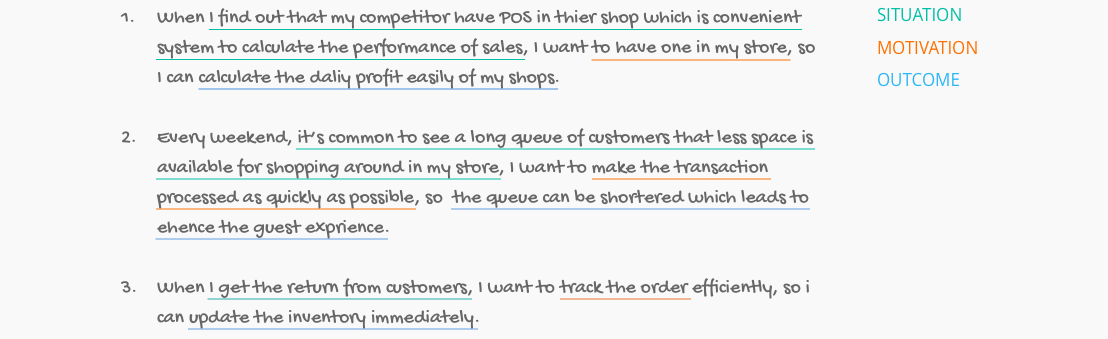 1. When I find out that my competitor have POS in thier shop which is convenient
system to calculate the performance of sales, I want to have one in my store, so
I can calculate the daliy profit easily of my shops.
2. Every weekend, it's common to see a long queue of customers that less space is
available for shopping around in my store, I want to make the transaction
processed as quickly as possible, so the queue can be shortered which leads to
ehence the guest exprience.
3. When I get the return from customers, I want to track the order efficiently, so i
can update the inventory immediately.
SITUATION
MOTIVATION
OUTCOME